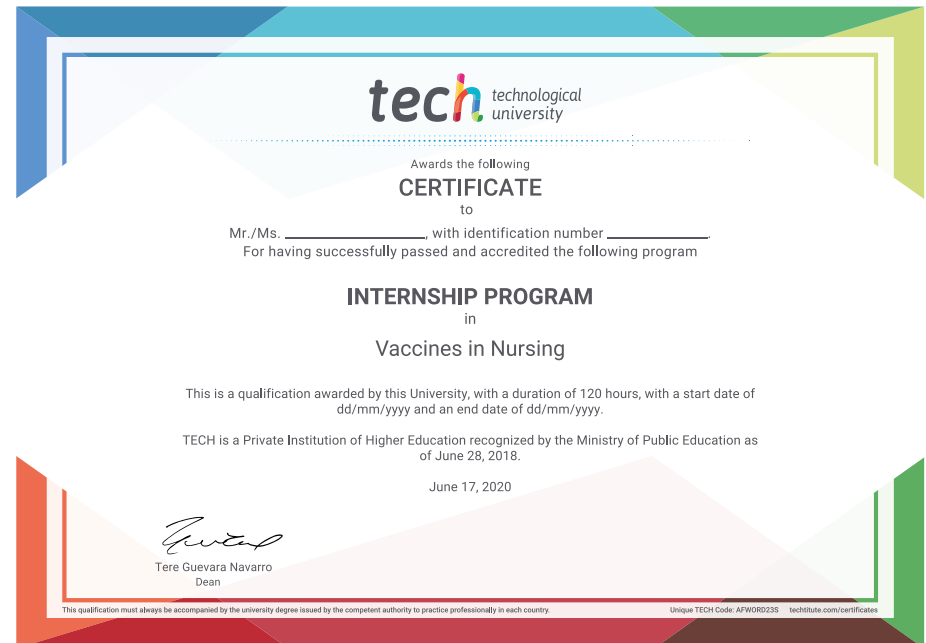 tech technological
university
Awards the following
CERTIFICATE
to
Mr./Ms. ____________________, with identification number ______________.
For having successfully passed and accredited the following program
INTERNSHIP PROGRAM
in
Vaccines in Nursing
This is a qualification awarded by this University, with a duration of 120 hours, with a start date of
dd/mm/yyyy and an end date of dd/mm/yyyy.
TECH is a Private Institution of Higher Education recognized by the Ministry of Public Education as
of June 28, 2018.
June 17, 2020
Tere Guevara Navarro
Dean
This qualification must always be accompanied by the university degree issued by the competent authority to practice professionally in each country. Unique TECH Code: AFWORD23S techtitute.com/certificates